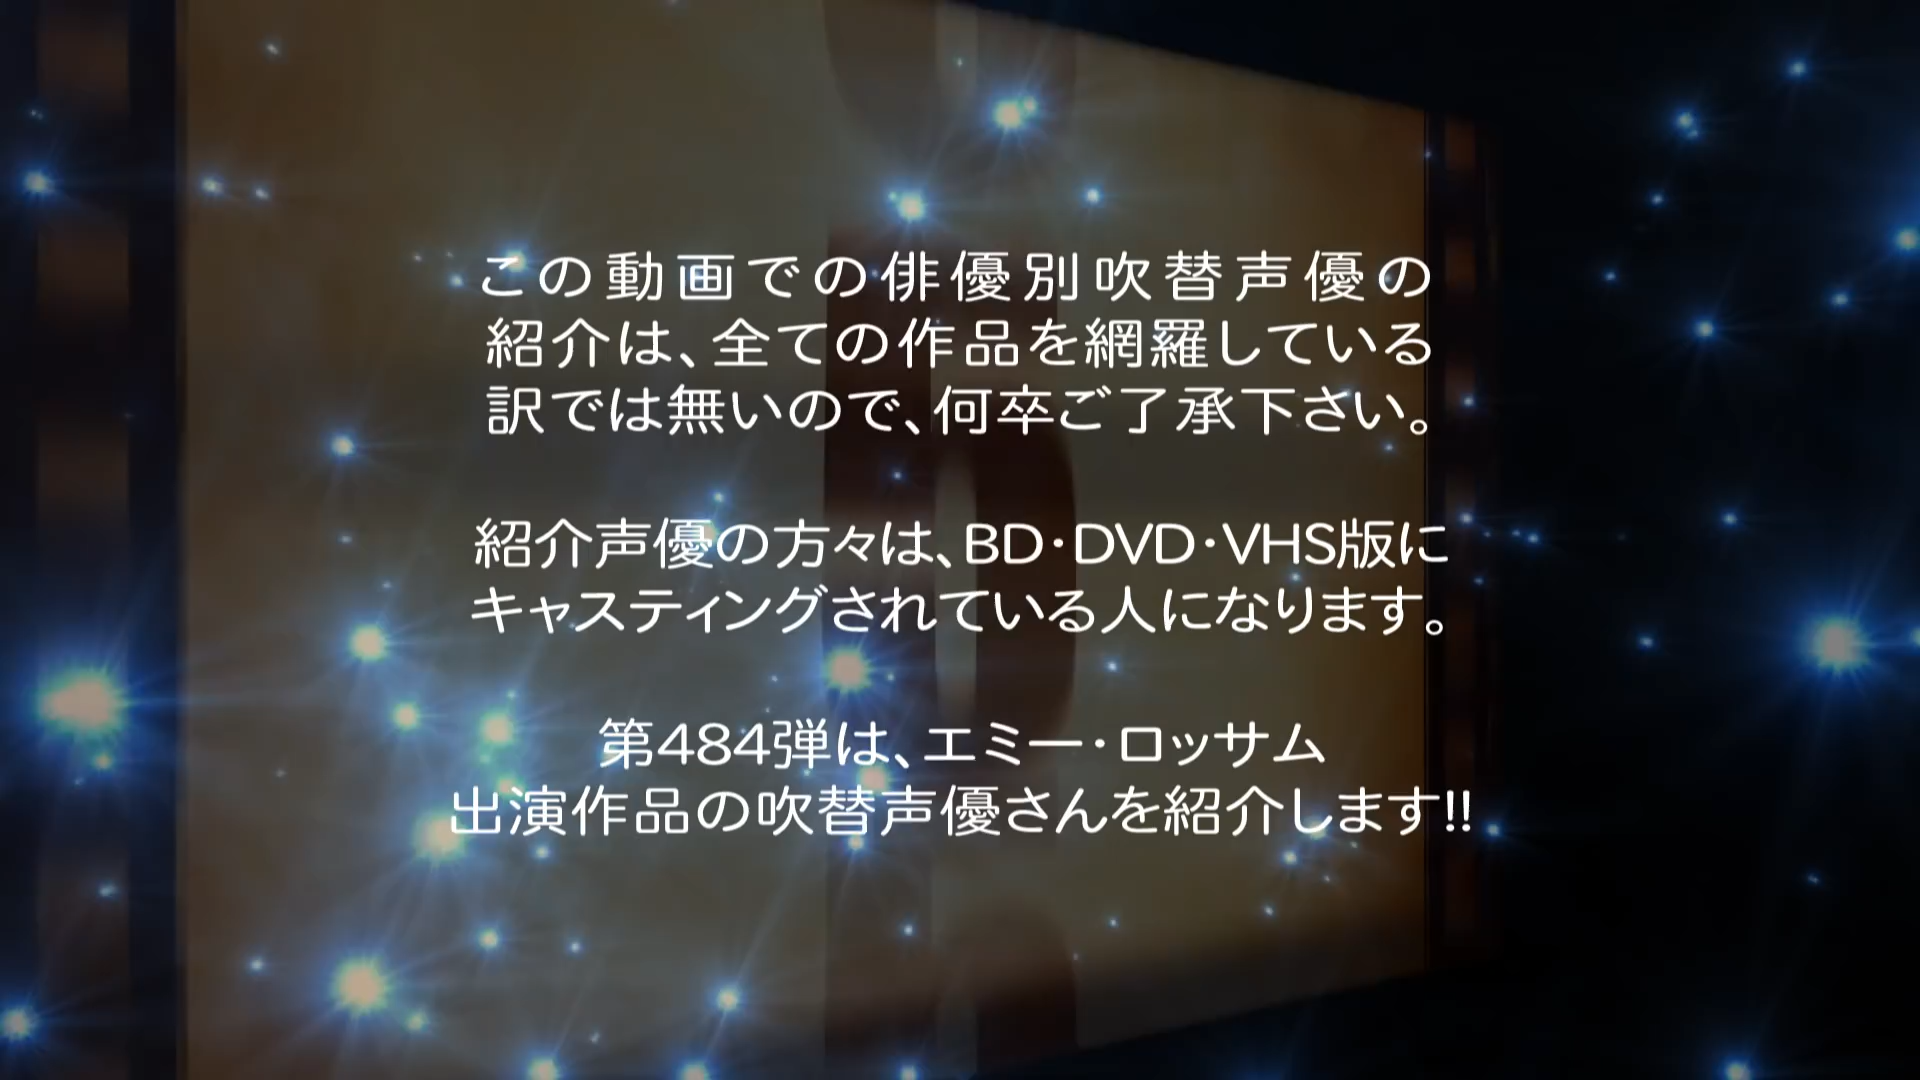 この動画での俳優別吹替声優の
紹介は、全ての作品を網羅している
訳では無いので、何卒ご了承下さい。
紹介声優の方々は、BD・DVD・VHS版に
キャスティングされている人になります。
第484弾は、エミー・ロッサム
出演作品の吹替声優さんを紹介します!!